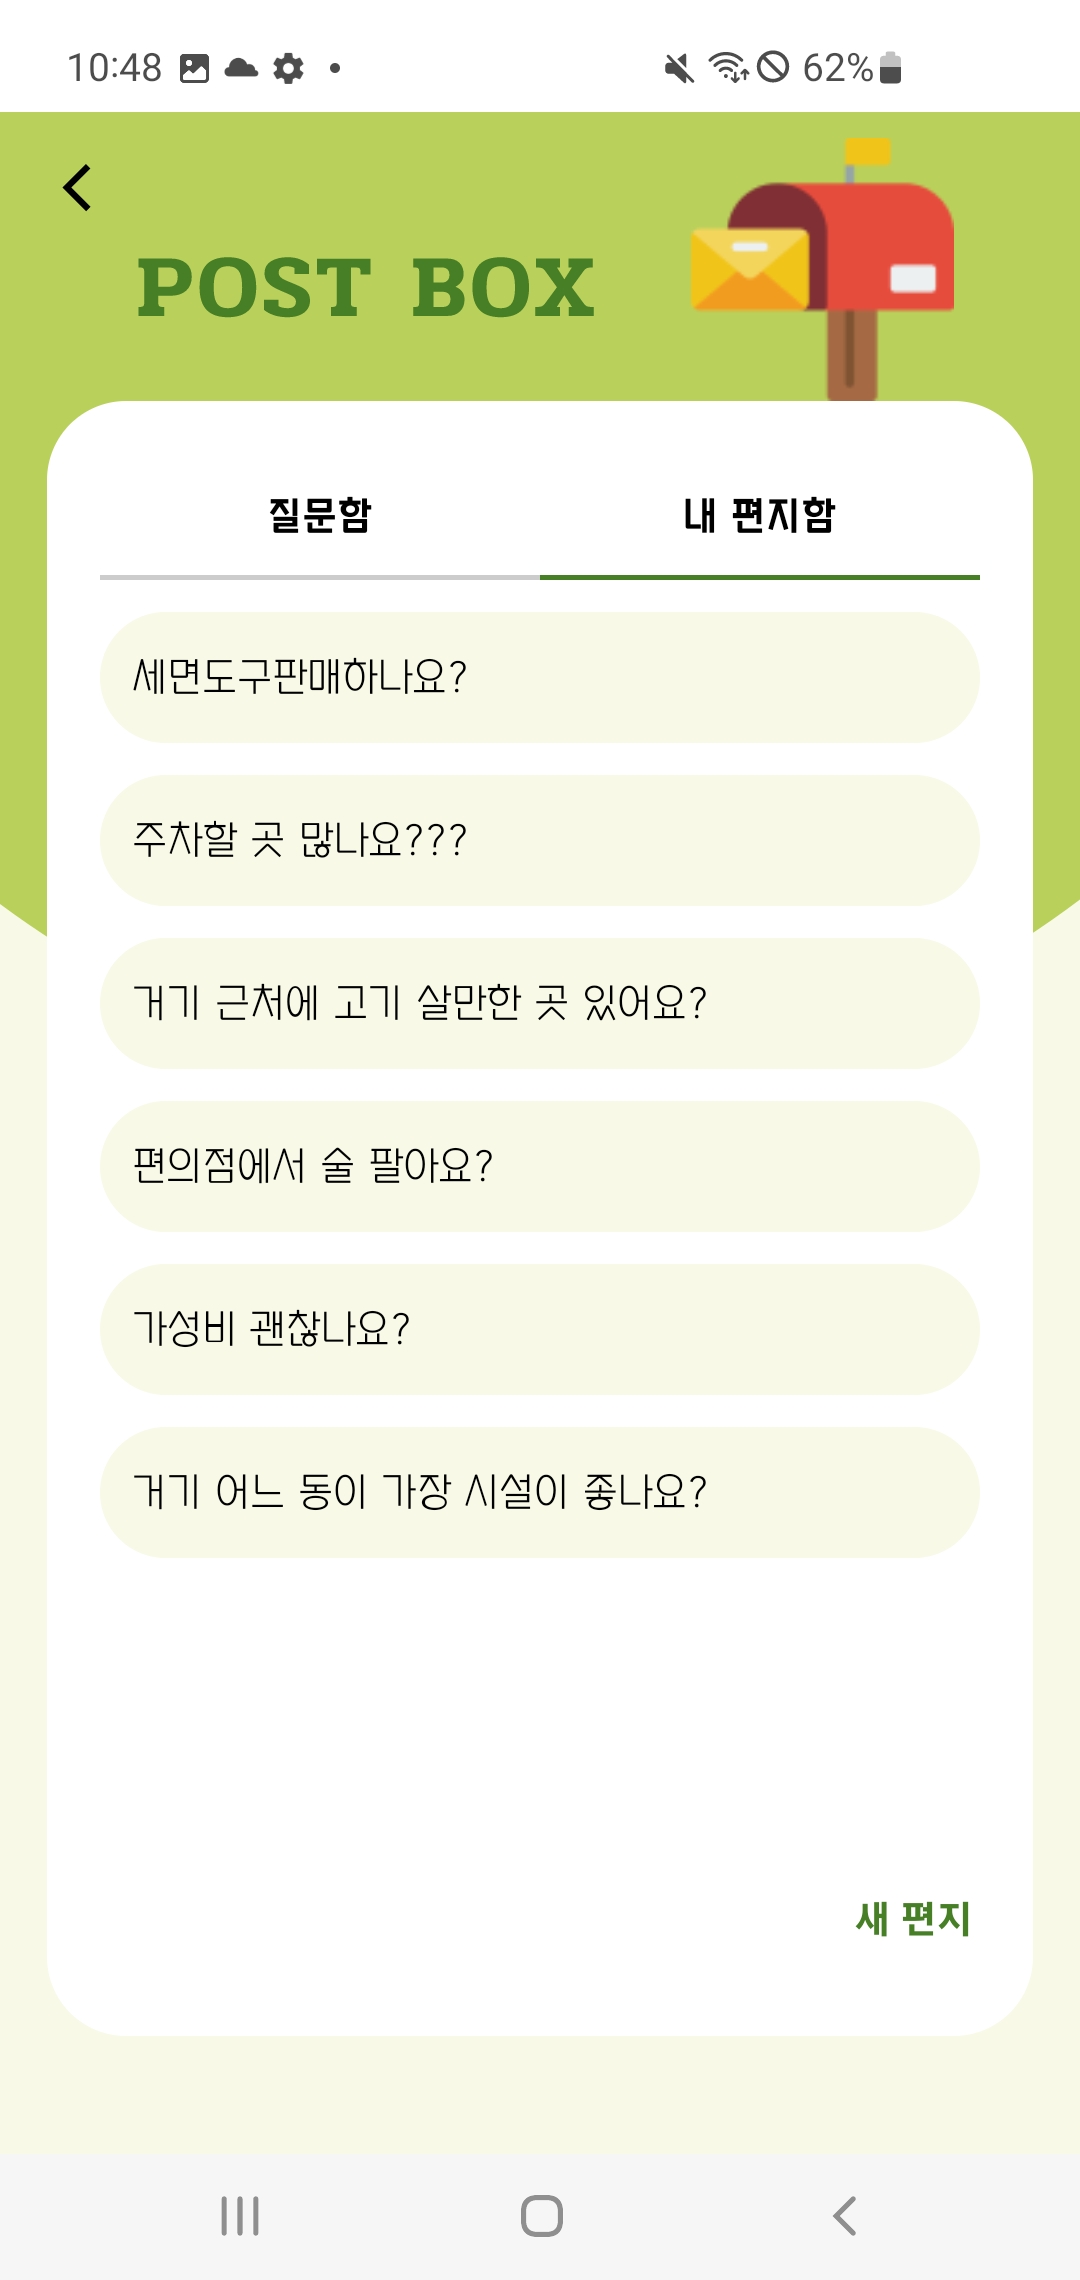 10:48
62%
POST BOX
질문함
내 편지함
세면도구판매하나요?
주차할 곳 많나요???
거기 근처에 고기 살만한 곳 있어요?
편의점에서 술 팔아요?
가성비 괜찮나요?
거기 어느 동이 가장 시설이 좋나요?
새 편지